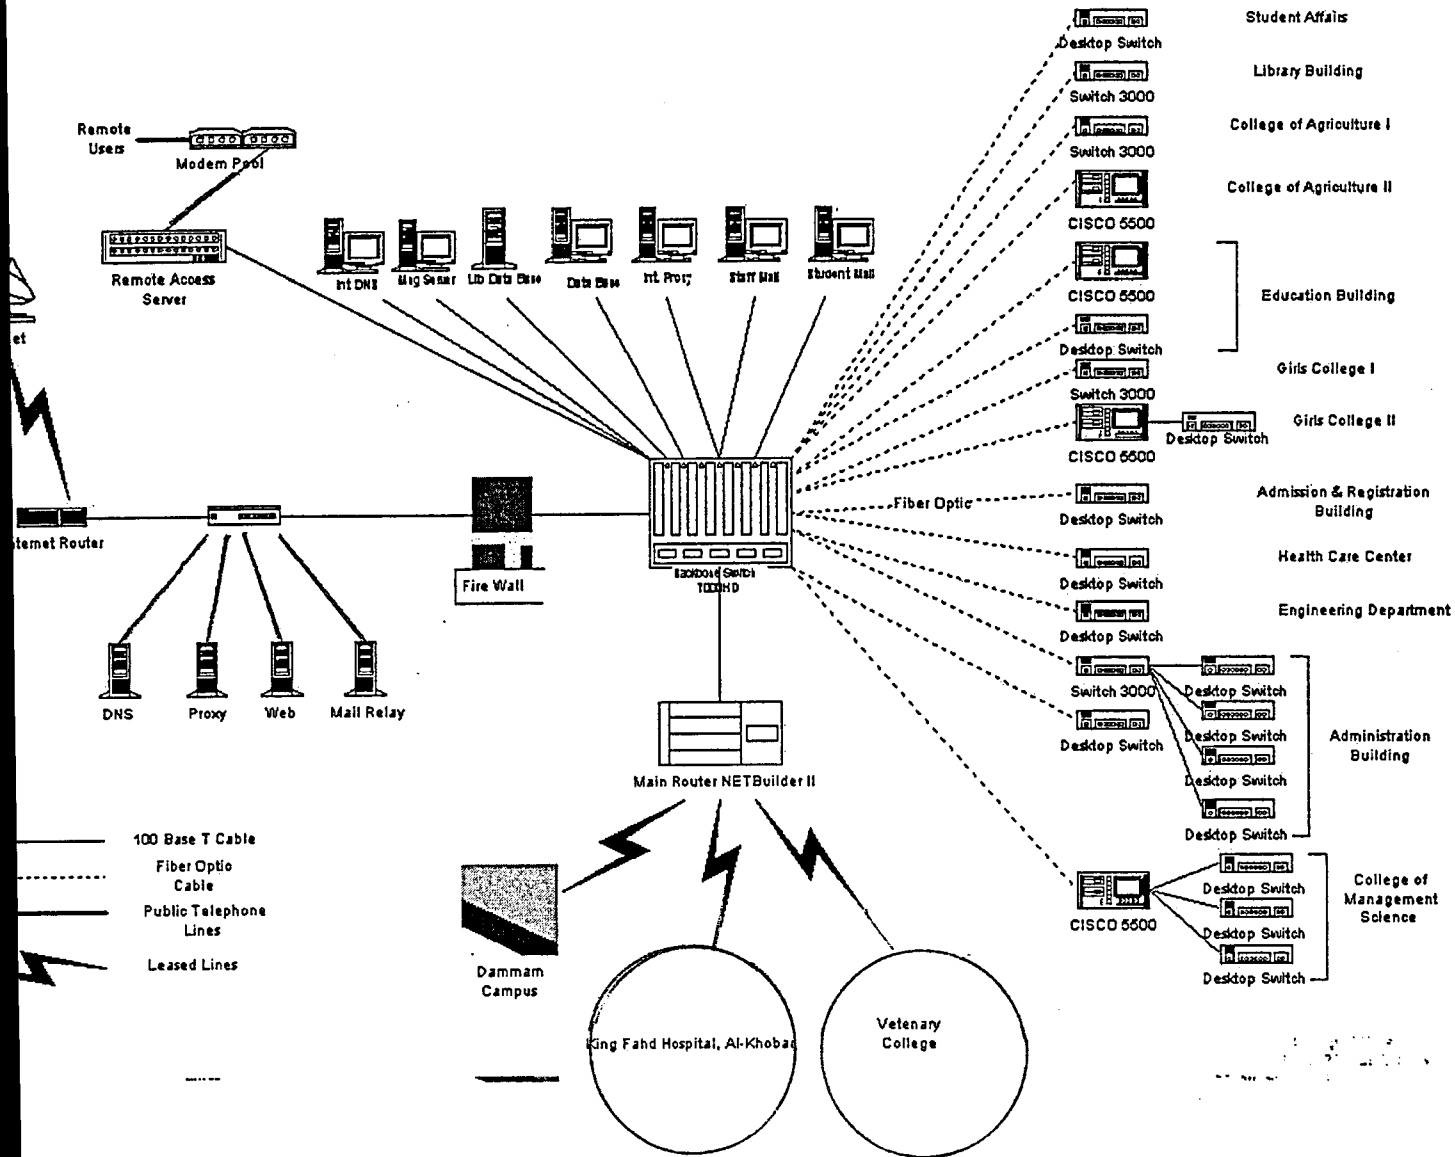 Student Affairs
Desktop Switch
Library Building
Switch 3000
College of Agriculture I
Switch 3000
College of Agriculture II
CISCO 5500
CISCO 5500
Education Building
Desktop Switch
Girls College I
Switch 3000
Girls College II
Desktop Switch
CISCO 5500
Fiber Optic
Admission & Registration
Building
Desktop Switch
Health Care Center
Desktop Switch
Engineering Department
Desktop Switch
Switch 3000
Desktop Switch
Desktop Switch
Desktop Switch
Desktop Switch
Desktop Switch
Administration
Building
CISCO 5500
Desktop Switch
Desktop Switch
Desktop Switch
College of
Management
Science
Remote
Users
Modem Pool
Remote Access
Server
Int DNS
Msg Server
Lib Data Base
Data Base
Int. Proxy
Staff Mail
Student Mail
et
nternet Router
Fire Wall
Backbone Switch
7000HD
DNS
Proxy
Web
Mail Relay
Main Router NETBuilder II
100 Base T Cable
Fiber Optic
Cable
Public Telephone
Lines
Leased Lines
Dammam
Campus
King Fahd Hospital, Al-Khobar
Vetenary
College